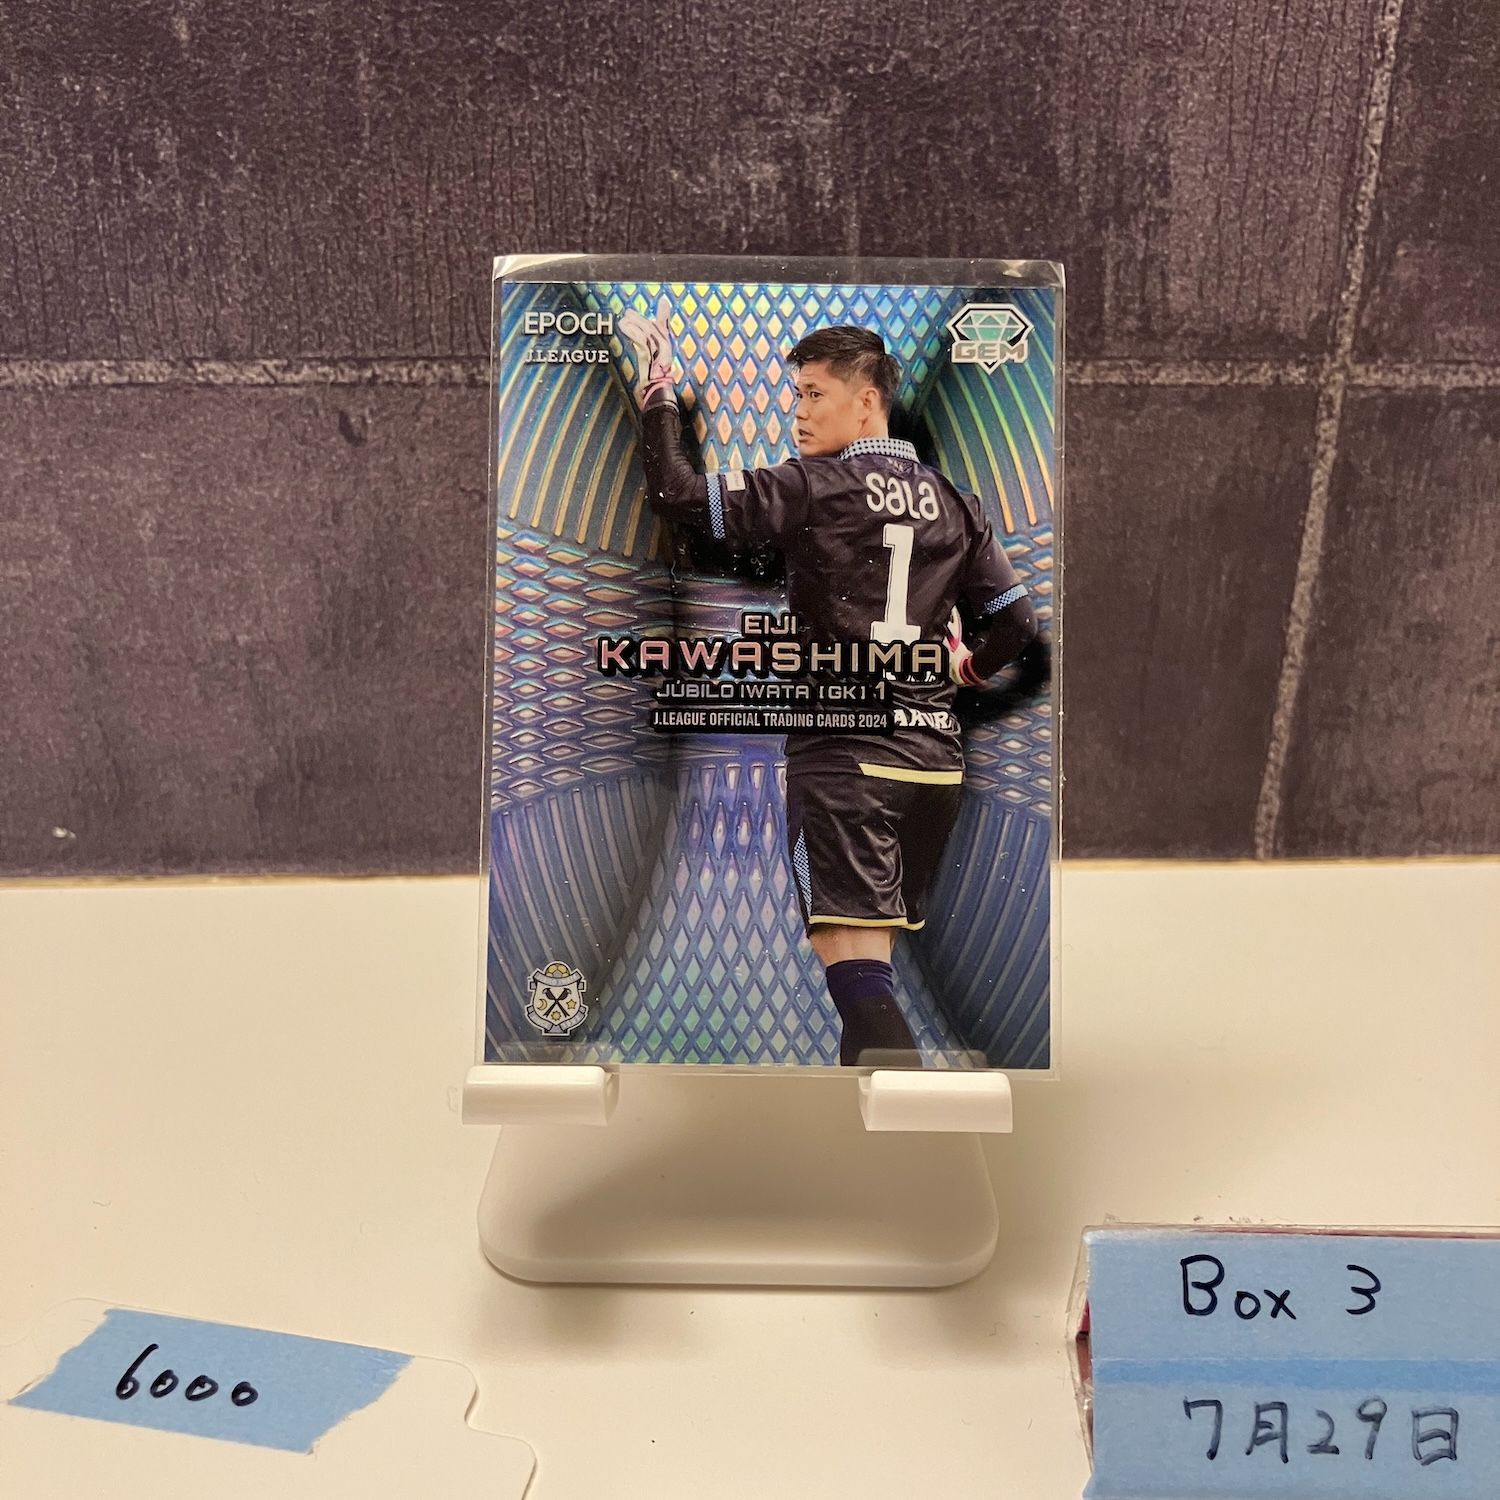 EPOCH
J.LEAGUE
GEM
sala
1
EIJI
KAWASHIMA
JÚBILO IWATA [GK] 1
J.LEAGUE OFFICIAL TRADING CARDS 2024
6000
Box 3
7月29日